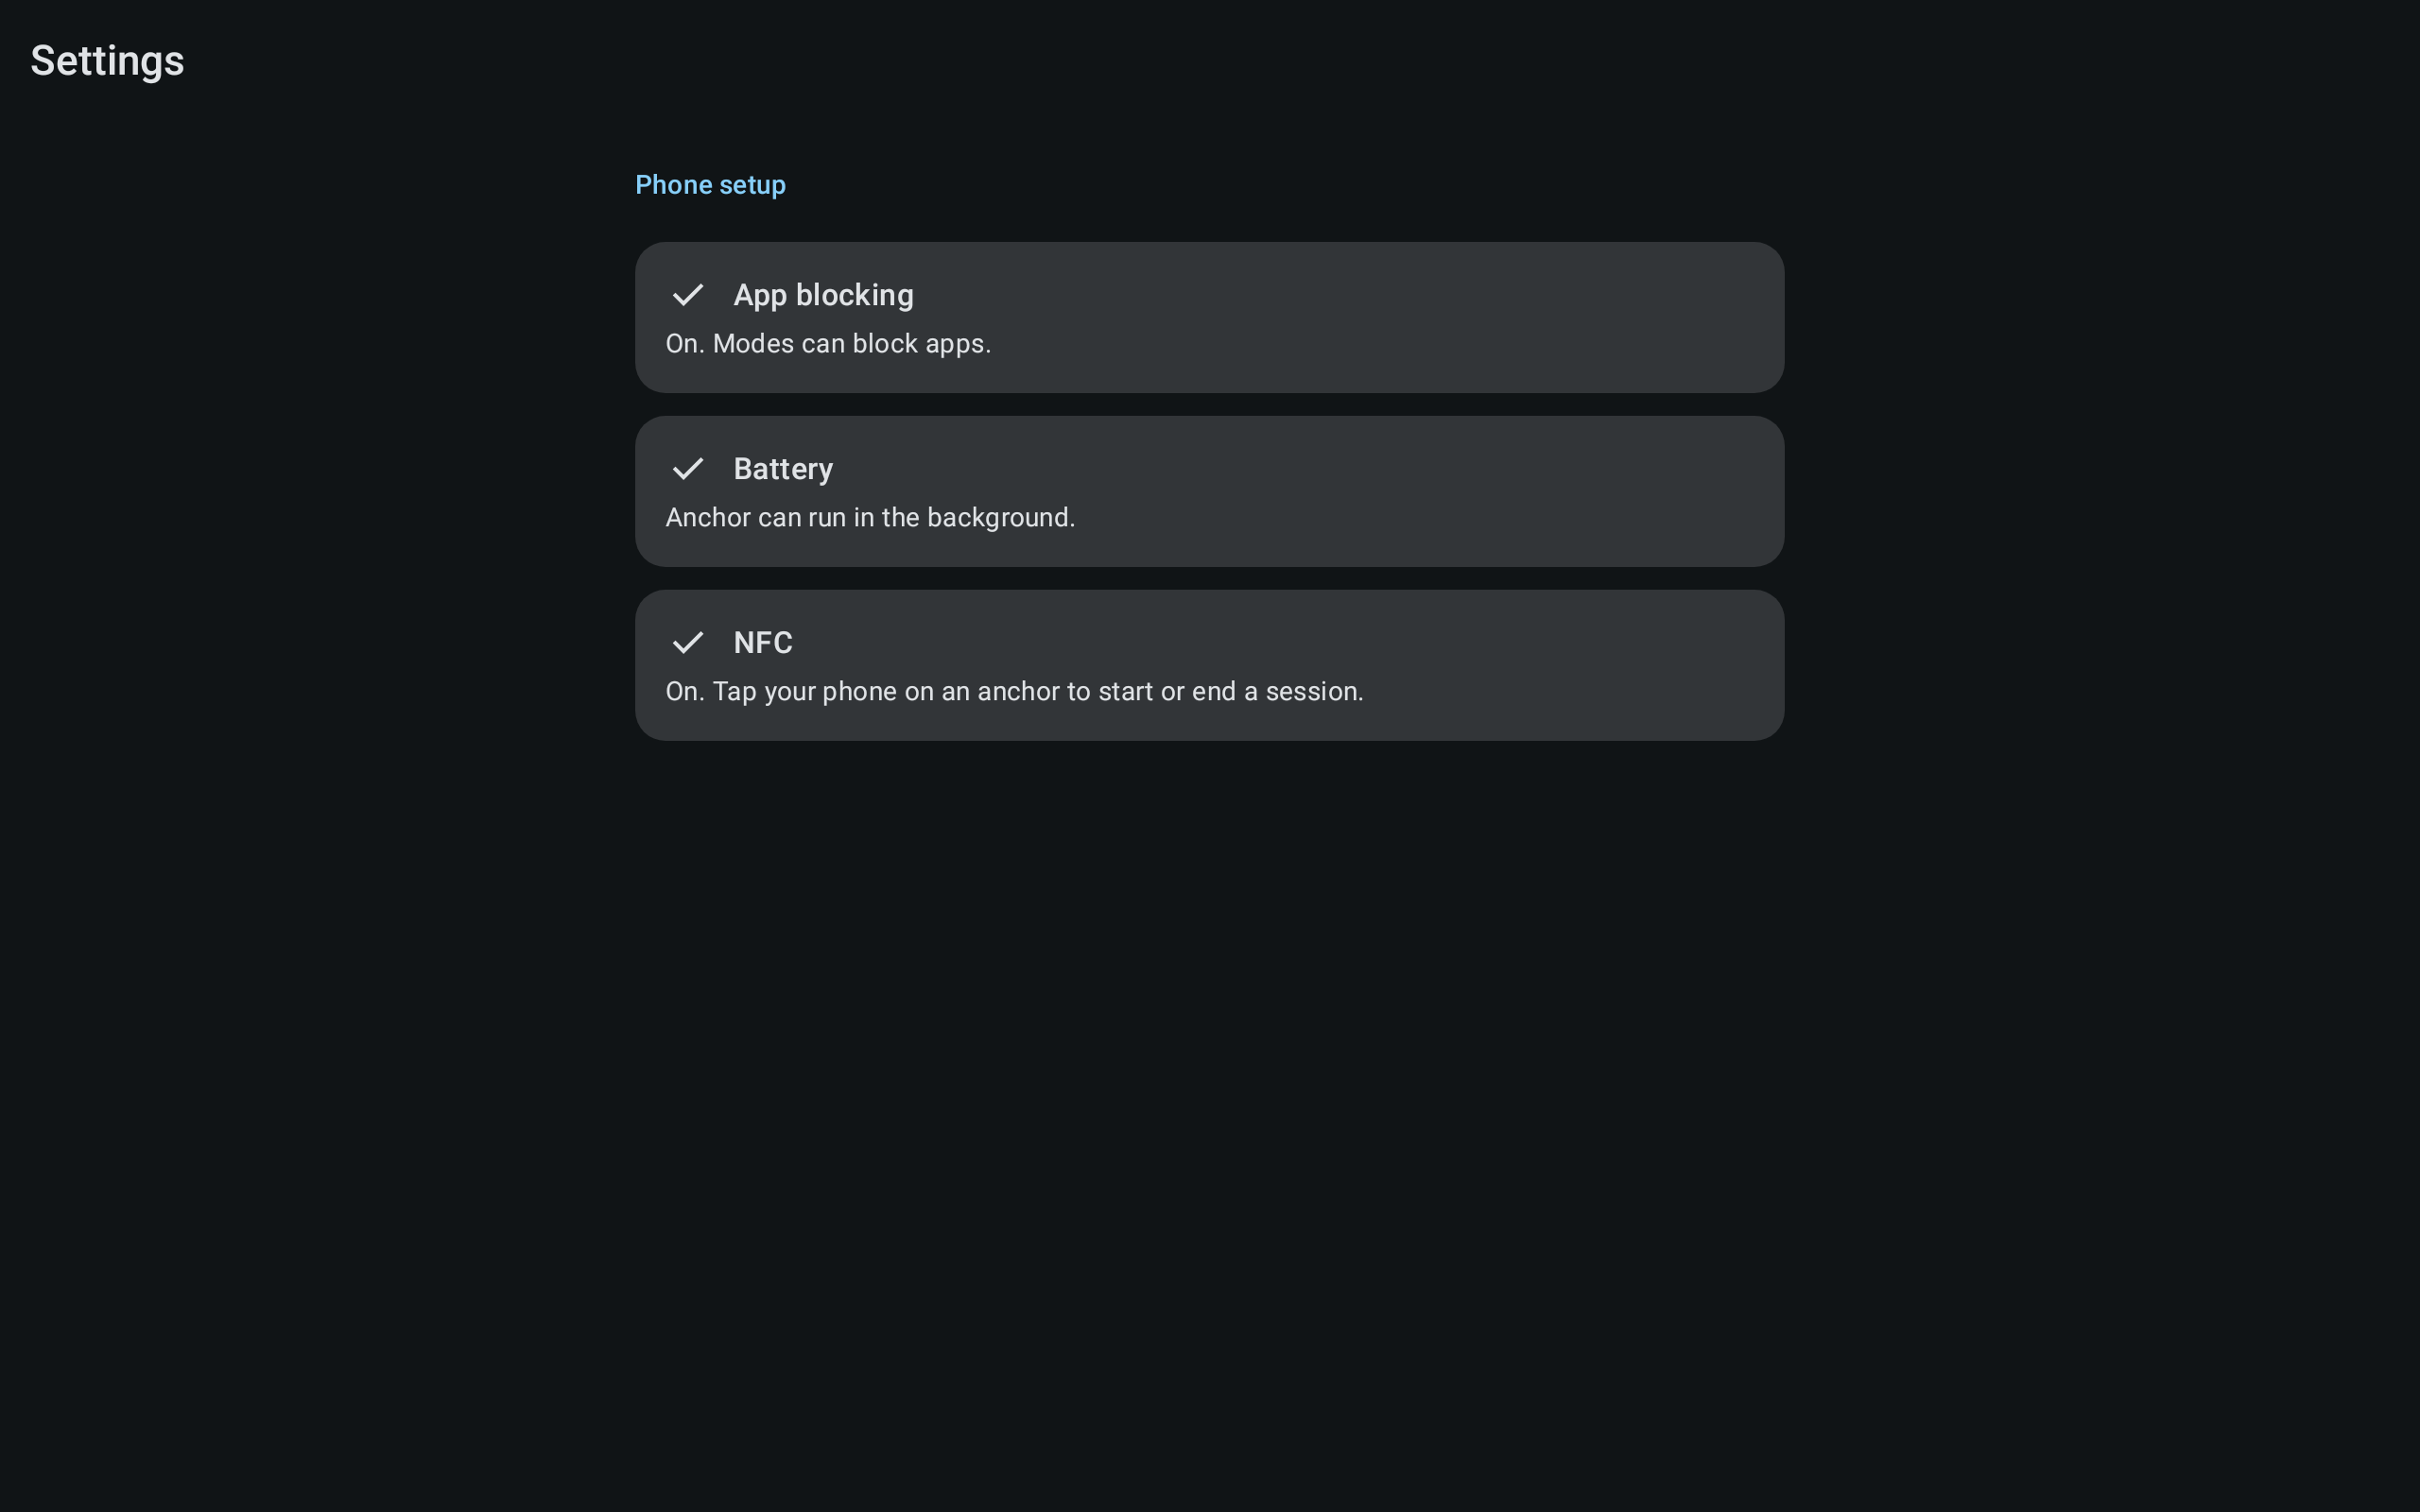 Settings
Phone setup
App blocking
On. Modes can block apps.
Battery
Anchor can run in the background.
NFC
On. Tap your phone on an anchor to start or end a session.